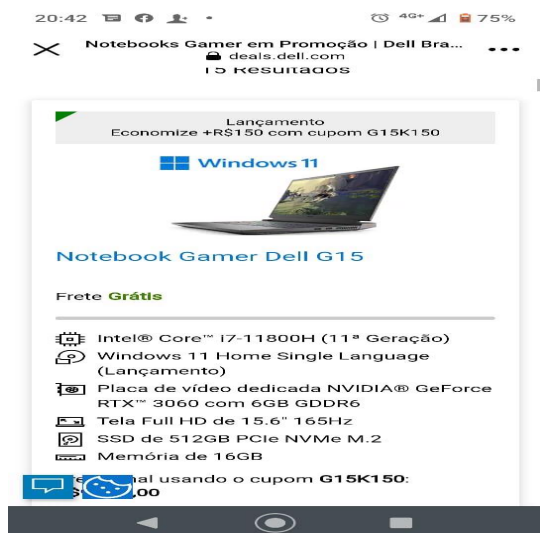 20:42
4G+ 75%
Notebooks Gamer em Promoção | Dell Bra...
deals.dell.com
15 Resultados
Lançamento
Economize +R$150 com cupom G15K150
Windows 11
Notebook Gamer Dell G15
Frete Grátis
Intel® Core™ i7-11800H (11ª Geração)
Windows 11 Home Single Language
(Lançamento)
Placa de vídeo dedicada NVIDIA® GeForce
RTX™ 3060 com 6GB GDDR6
Tela Full HD de 15.6" 165Hz
SSD de 512GB PCIe NVMe M.2
Memória de 16GB
usando o cupom G15K150:
,00